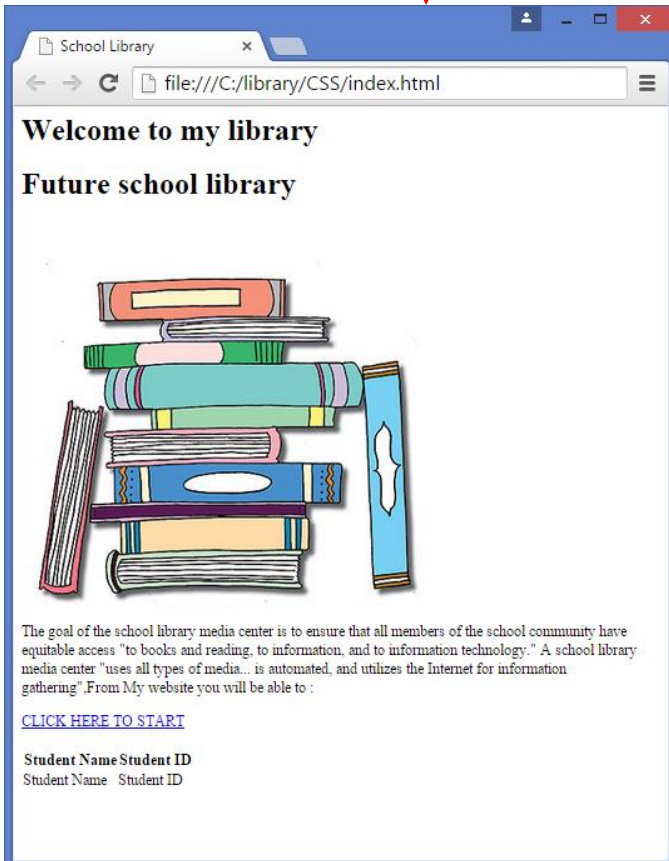 School Library
file:///C:/library/CSS/index.html
Welcome to my library
Future school library
The goal of the school library media center is to ensure that all members of the school community have
equitable access "to books and reading, to information, and to information technology." A school library
media center "uses all types of media... is automated, and utilizes the Internet for information
gathering",From My website you will be able to :
CLICK HERE TO START
Student Name Student ID
Student Name Student ID